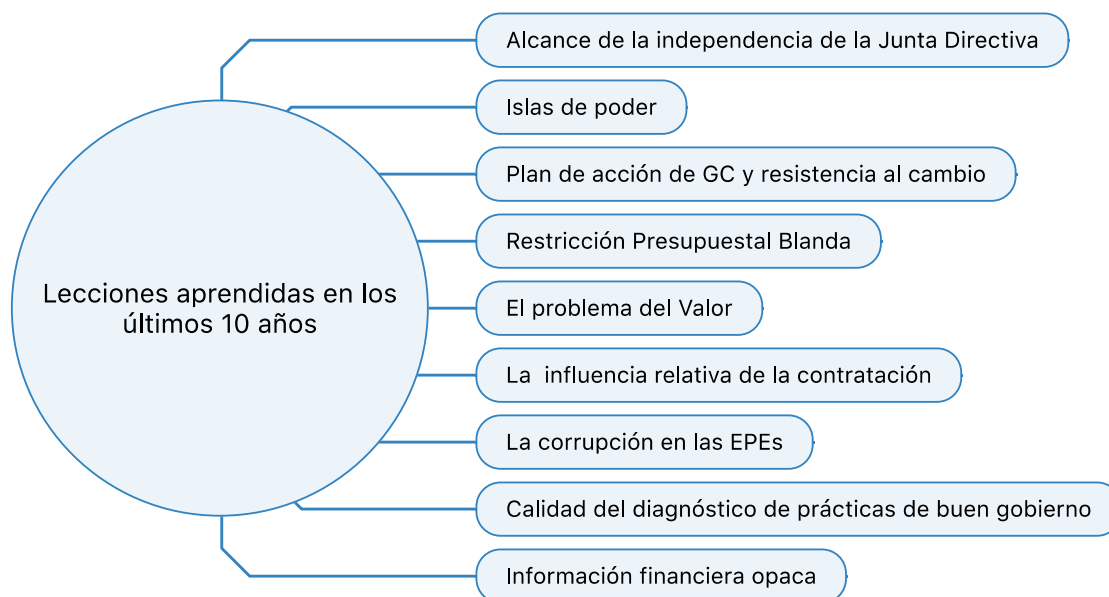 Lecciones aprendidas en los
últimos 10 años
Alcance de la independencia de la Junta Directiva
Islas de poder
Plan de acción de GC y resistencia al cambio
Restricción Presupuestal Blanda
El problema del Valor
La  influencia relativa de la contratación
La corrupción en las EPEs
Calidad del diagnóstico de prácticas de buen gobierno
Información financiera opaca